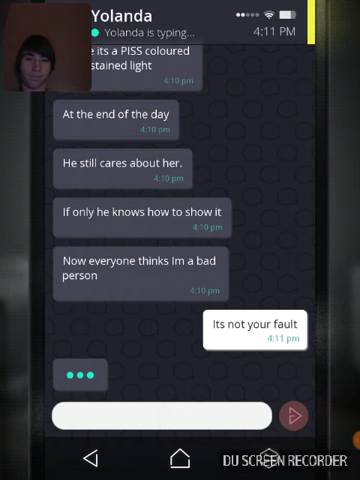 Yolanda
Yolanda is typing...
4:11 PM
e its a PISS coloured
stained light
4:10 pm
At the end of the day
4:10 pm
He still cares about her.
4:10 pm
If only he knows how to show it
4:10 pm
Now everyone thinks Im a bad
person
4:10 pm
Its not your fault
4:11 pm
DU SCREEN RECORDER